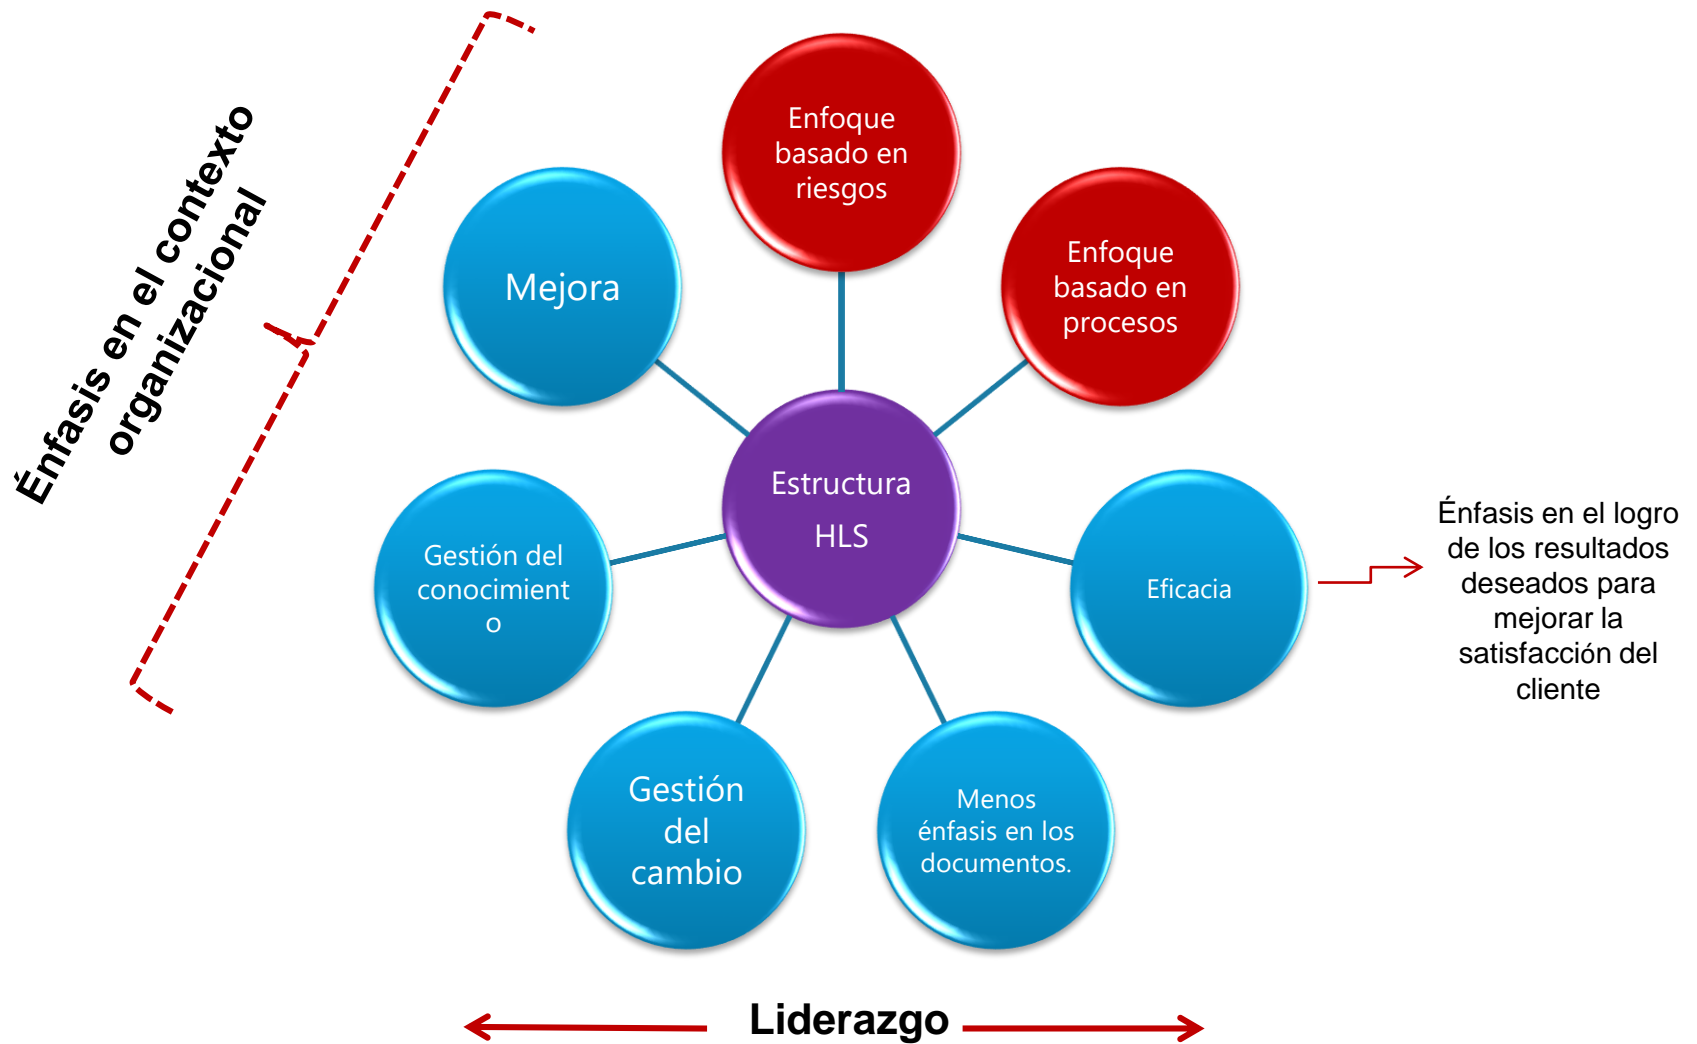 Énfasis en el contexto
organizacional
Enfoque
basado en
riesgos
Enfoque
basado en
procesos
Mejora
Estructura
HLS
Gestión del
conocimient
o
Eficacia
Énfasis en el logro
de los resultados
deseados para
mejorar la
satisfacción del
cliente
Gestión
del
cambio
Menos
énfasis en los
documentos.
Liderazgo